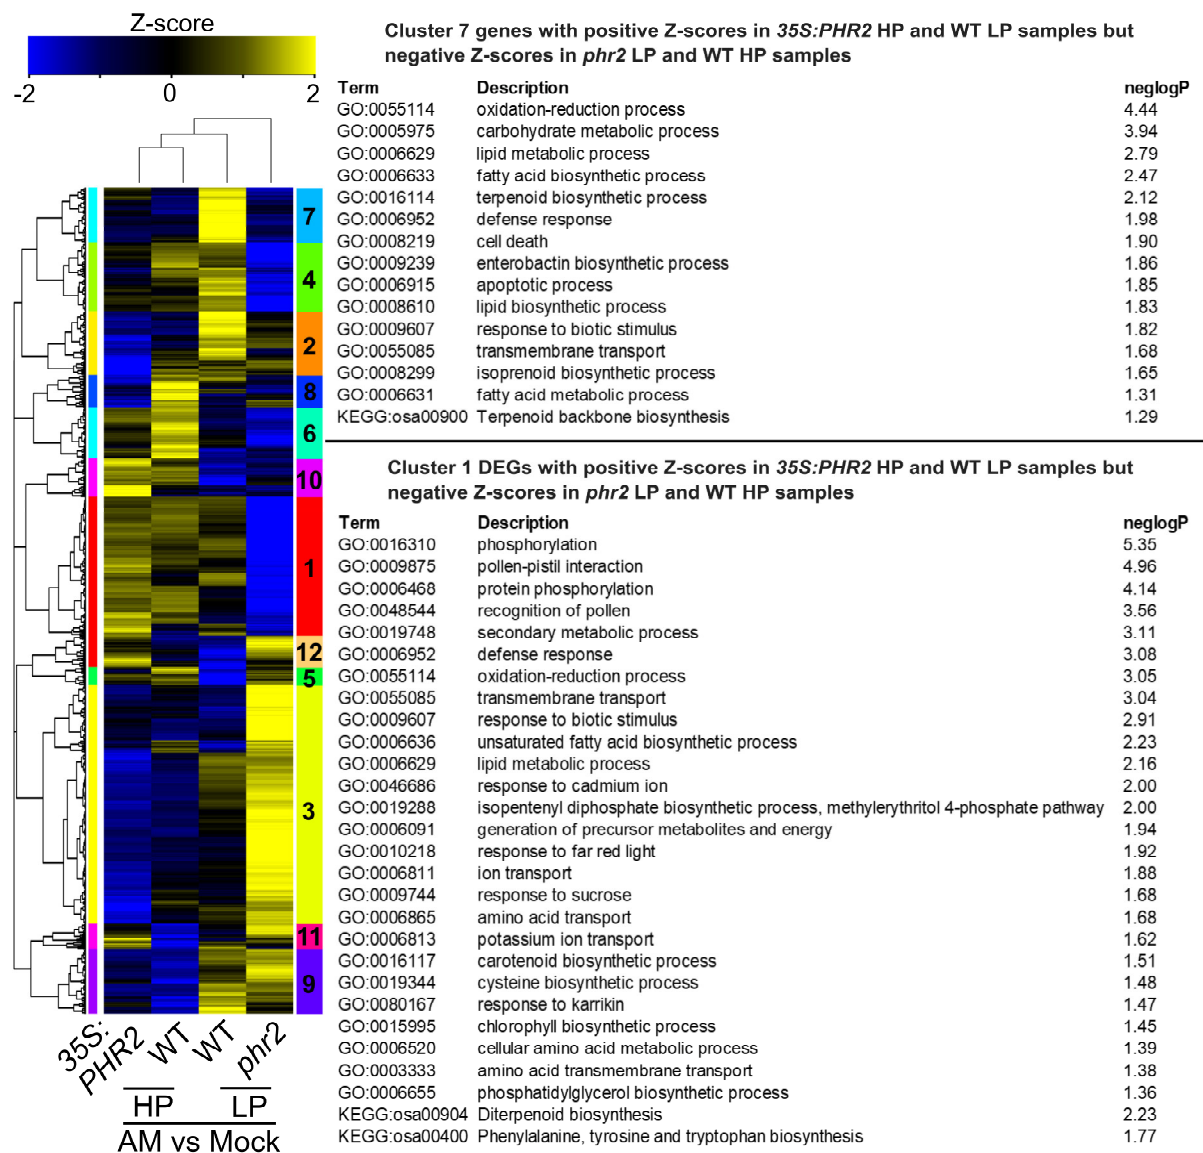 Z-score
-2 0 2
7
4
2
8
6
10
1
12
5
3
11
9
35S:PHR2 WT WT phr2
HP LP
AM vs Mock
Cluster 7 genes with positive Z-scores in 35S:PHR2 HP and WT LP samples but
negative Z-scores in phr2 LP and WT HP samples
Term Description neglogP
GO:0055114 oxidation-reduction process 4.44
GO:0005975 carbohydrate metabolic process 3.94
GO:0006629 lipid metabolic process 2.79
GO:0006633 fatty acid biosynthetic process 2.47
GO:0016114 terpenoid biosynthetic process 2.12
GO:0006952 defense response 1.98
GO:0008219 cell death 1.90
GO:0009239 enterobactin biosynthetic process 1.86
GO:0006915 apoptotic process 1.85
GO:0008610 lipid biosynthetic process 1.83
GO:0009607 response to biotic stimulus 1.82
GO:0055085 transmembrane transport 1.68
GO:0008299 isoprenoid biosynthetic process 1.65
GO:0006631 fatty acid metabolic process 1.31
KEGG:osa00900 Terpenoid backbone biosynthesis 1.29
Cluster 1 DEGs with positive Z-scores in 35S:PHR2 HP and WT LP samples but
negative Z-scores in phr2 LP and WT HP samples
Term Description neglogP
GO:0016310 phosphorylation 5.35
GO:0009875 pollen-pistil interaction 4.96
GO:0006468 protein phosphorylation 4.14
GO:0048544 recognition of pollen 3.56
GO:0019748 secondary metabolic process 3.11
GO:0006952 defense response 3.08
GO:0055114 oxidation-reduction process 3.05
GO:0055085 transmembrane transport 3.04
GO:0009607 response to biotic stimulus 2.91
GO:0006636 unsaturated fatty acid biosynthetic process 2.23
GO:0006629 lipid metabolic process 2.16
GO:0046686 response to cadmium ion 2.00
GO:0019288 isopentenyl diphosphate biosynthetic process, methylerythritol 4-phosphate pathway 2.00
GO:0006091 generation of precursor metabolites and energy 1.94
GO:0010218 response to far red light 1.92
GO:0006811 ion transport 1.88
GO:0009744 response to sucrose 1.68
GO:0006865 amino acid transport 1.68
GO:0006813 potassium ion transport 1.62
GO:0016117 carotenoid biosynthetic process 1.51
GO:0019344 cysteine biosynthetic process 1.48
GO:0080167 response to karrikin 1.47
GO:0015995 chlorophyll biosynthetic process 1.45
GO:0006520 cellular amino acid metabolic process 1.39
GO:0003333 amino acid transmembrane transport 1.38
GO:0006655 phosphatidylglycerol biosynthetic process 1.36
KEGG:osa00904 Diterpenoid biosynthesis 2.23
KEGG:osa00400 Phenylalanine, tyrosine and tryptophan biosynthesis 1.77